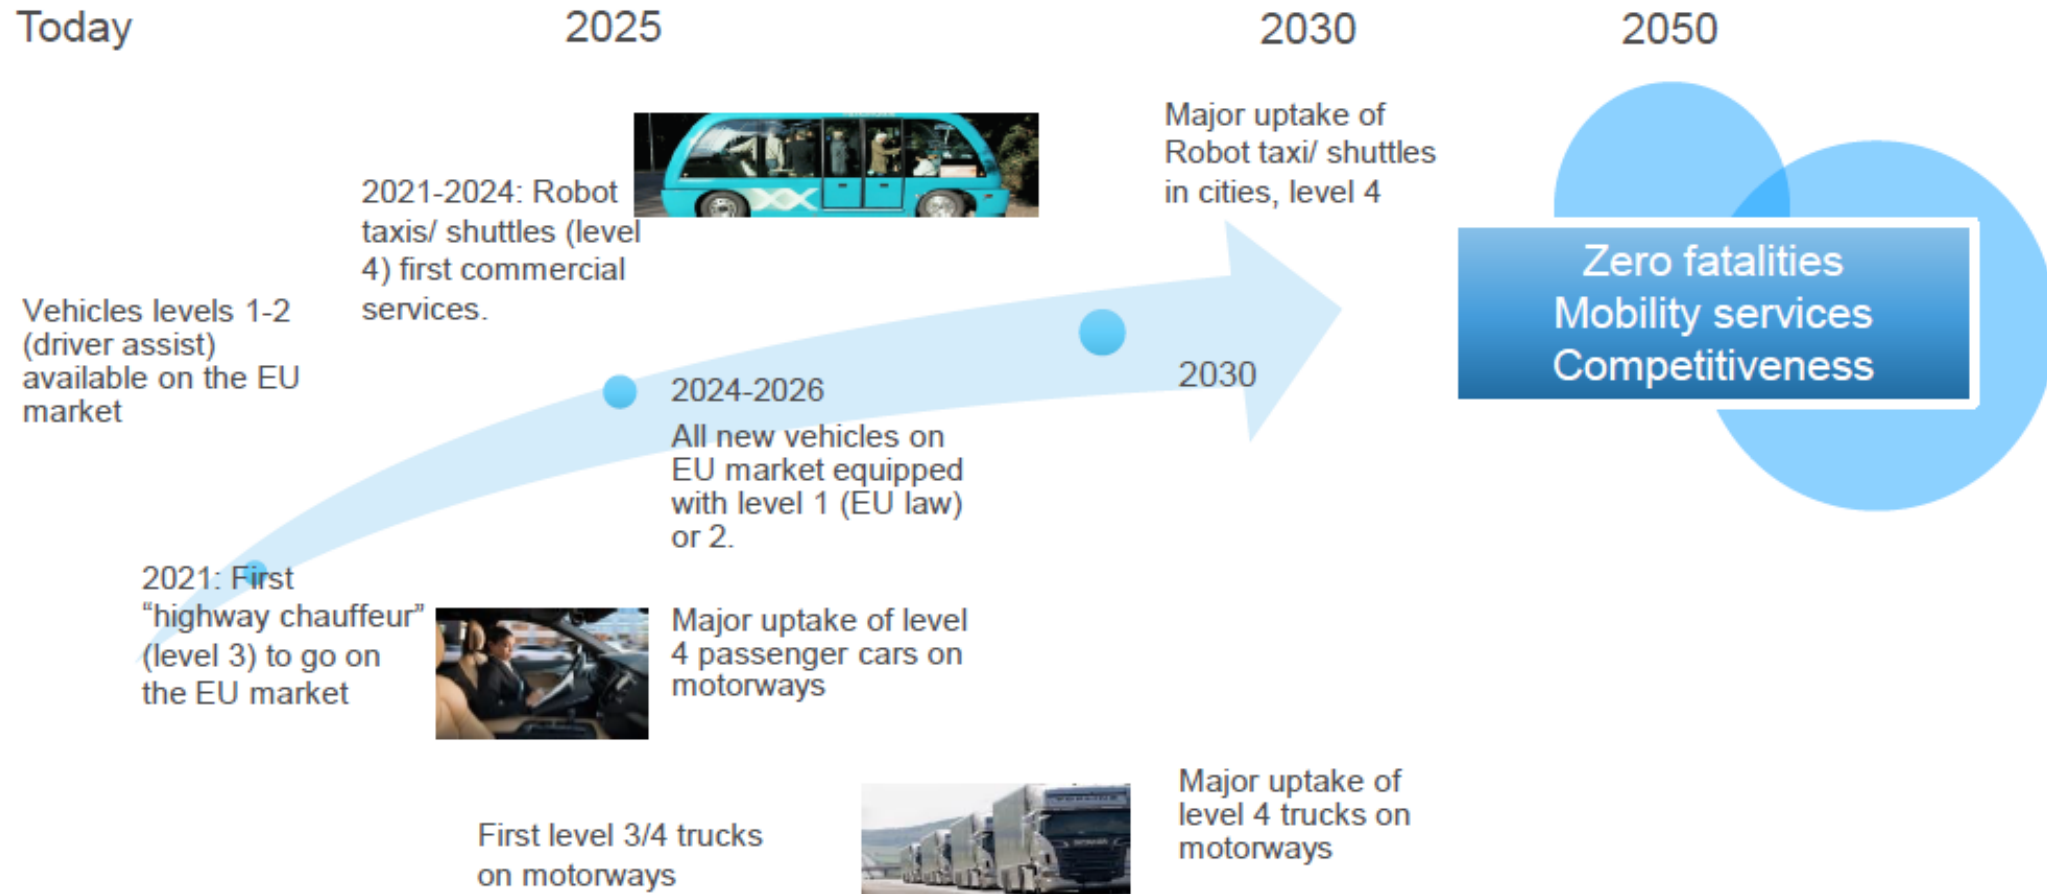 Today
2025
2030
2050
Vehicles levels 1-2
(driver assist)
available on the EU
market
2021-2024: Robot
taxis/ shuttles (level
4) first commercial
services.
Major uptake of
Robot taxi/ shuttles
in cities, level 4
Zero fatalities
Mobility services
Competitiveness
2030
2024-2026
All new vehicles on
EU market equipped
with level 1 (EU law)
or 2.
2021: First
“highway chauffeur”
(level 3) to go on
the EU market
Major uptake of level
4 passenger cars on
motorways
First level 3/4 trucks
on motorways
Major uptake of
level 4 trucks on
motorways